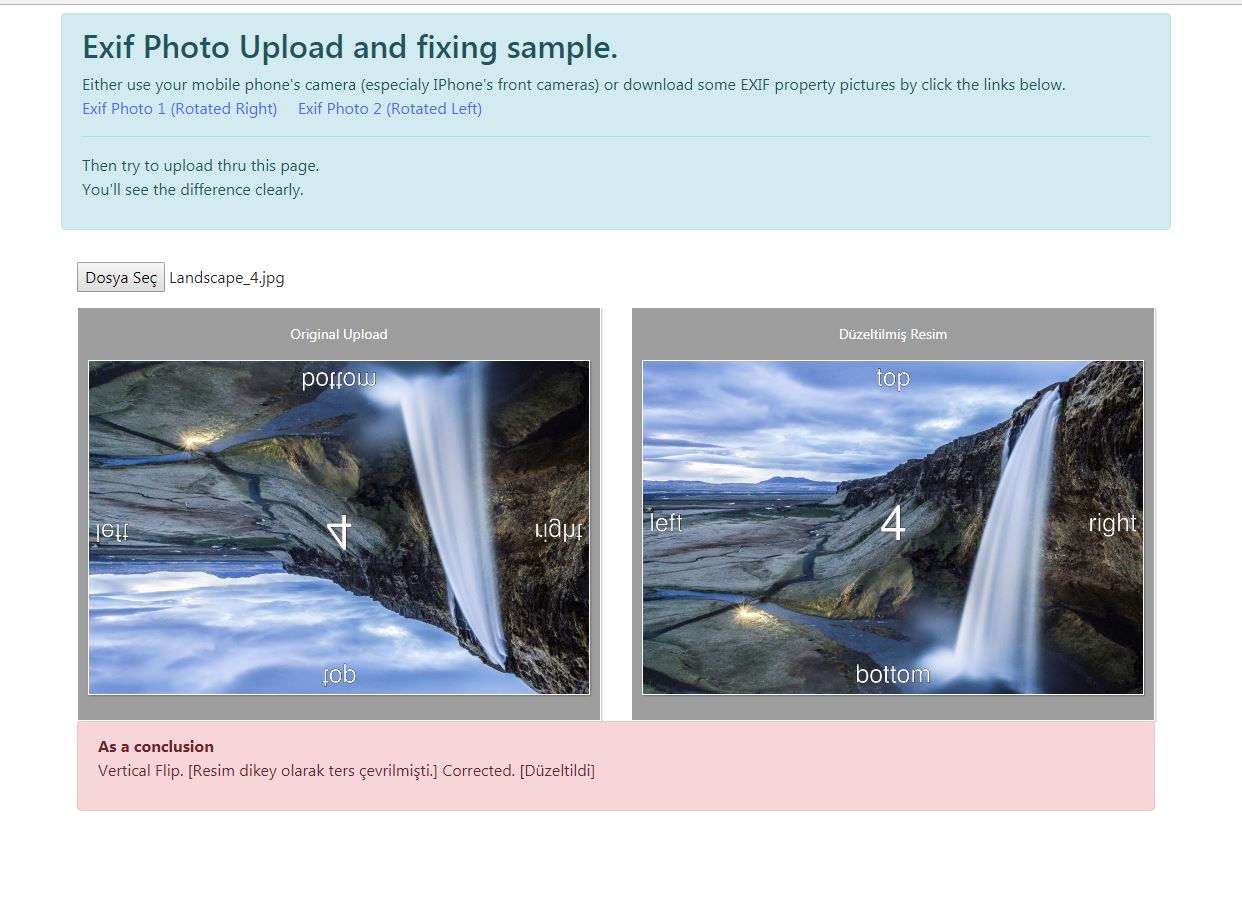 Exif Photo Upload and fixing sample.
Either use your mobile phone's camera (especialy IPhone's front cameras) or download some EXIF property pictures by click the links below.
Exif Photo 1 (Rotated Right) Exif Photo 2 (Rotated Left)
Then try to upload thru this page.
You'll see the difference clearly.
Dosya Seç Landscape_4.jpg
Original Upload
bottom
left 4 right
top
Düzeltilmiş Resim
top
left 4 right
bottom
As a conclusion
Vertical Flip. [Resim dikey olarak ters çevrilmişti.] Corrected. [Düzeltildi]